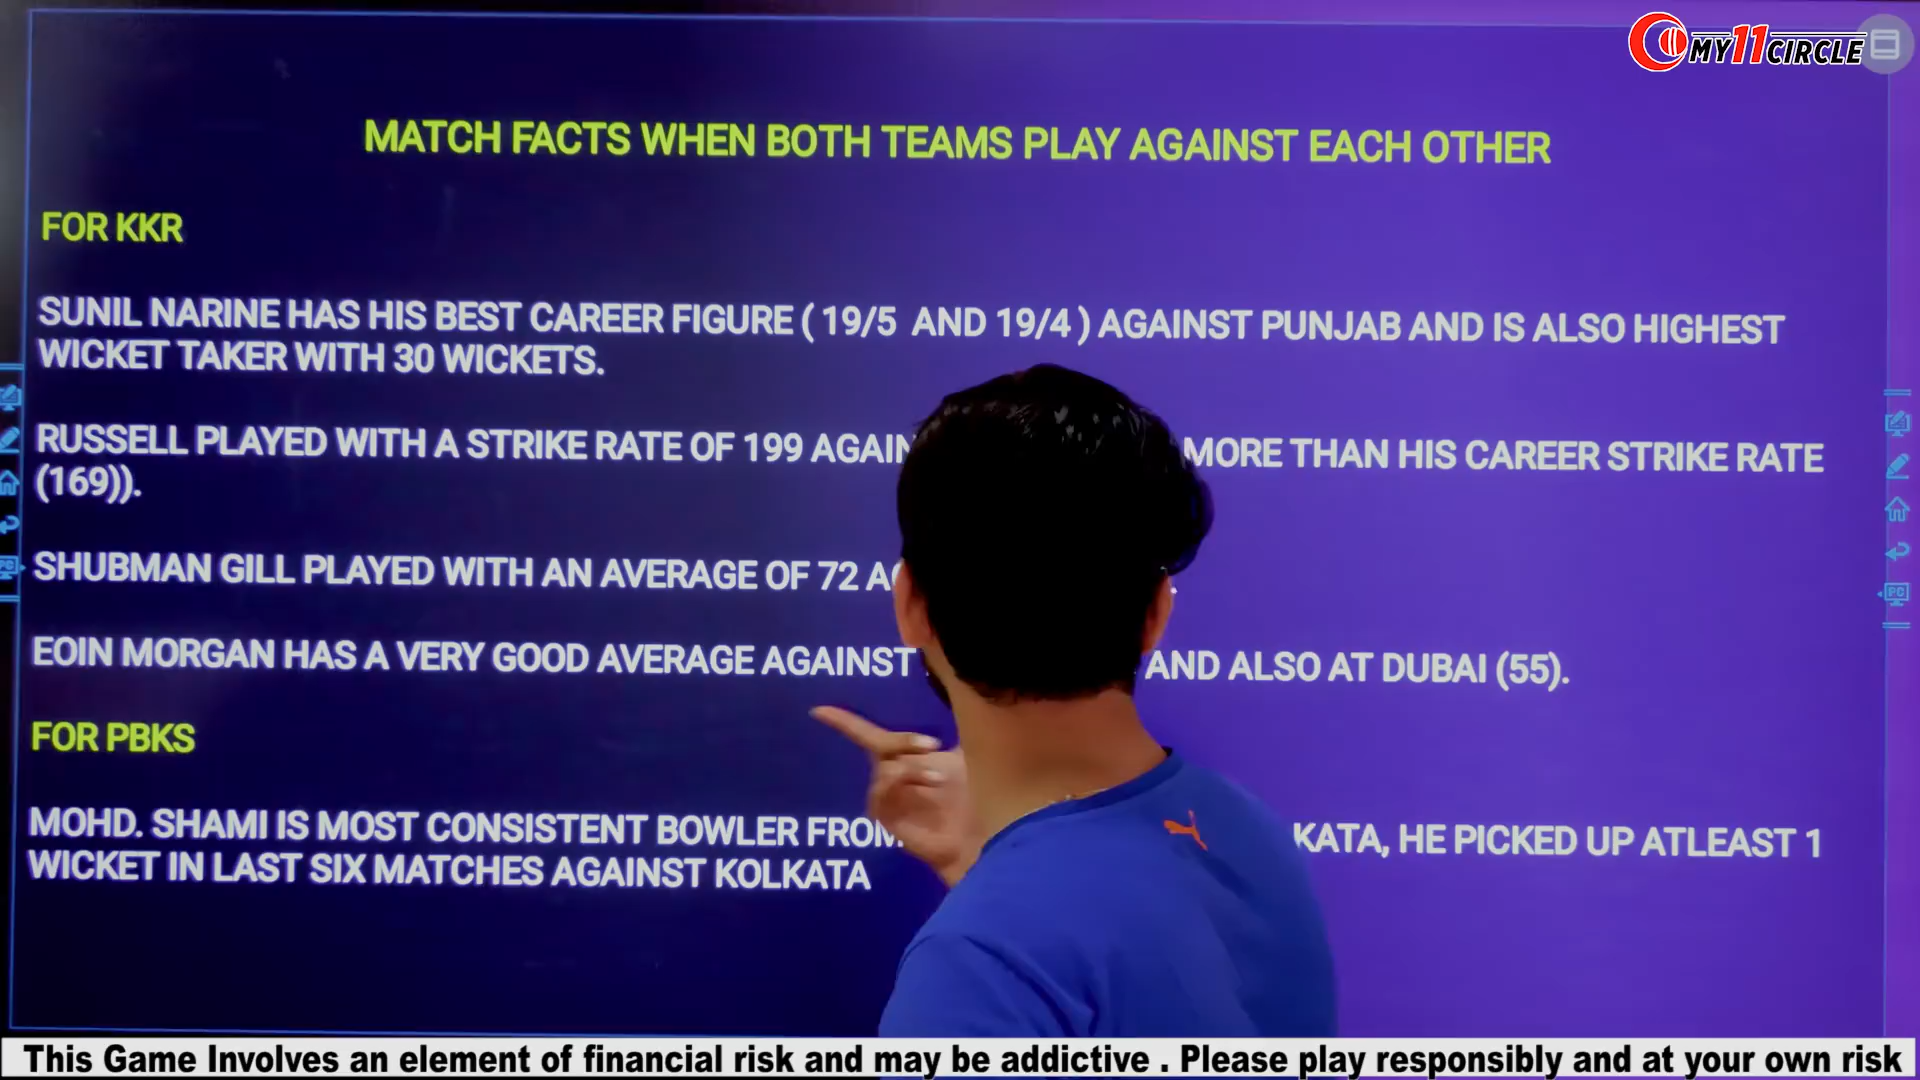 MY11CIRCLE
MATCH FACTS WHEN BOTH TEAMS PLAY AGAINST EACH OTHER
FOR KKR
SUNIL NARINE HAS HIS BEST CAREER FIGURE ( 19/5 AND 19/4 ) AGAINST PUNJAB AND IS ALSO HIGHEST
WICKET TAKER WITH 30 WICKETS.
RUSSELL PLAYED WITH A STRIKE RATE OF 199 MORE THAN HIS CAREER STRIKE RATE
(169)).
SHUBMAN GILL PLAYED WITH AN AVERAGE OF 72
EOIN MORGAN HAS A VERY GOOD AVERAGE AGAINST AND ALSO AT DUBAI (55).
FOR PBKS
MOHD. SHAMI IS MOST CONSISTENT BOWLER FROM KATA, HE PICKED UP ATLEAST 1
WICKET IN LAST SIX MATCHES AGAINST KOLKATA
PC
PC
This Game Involves an element of financial risk and may be addictive . Please play responsibly and at your own risk